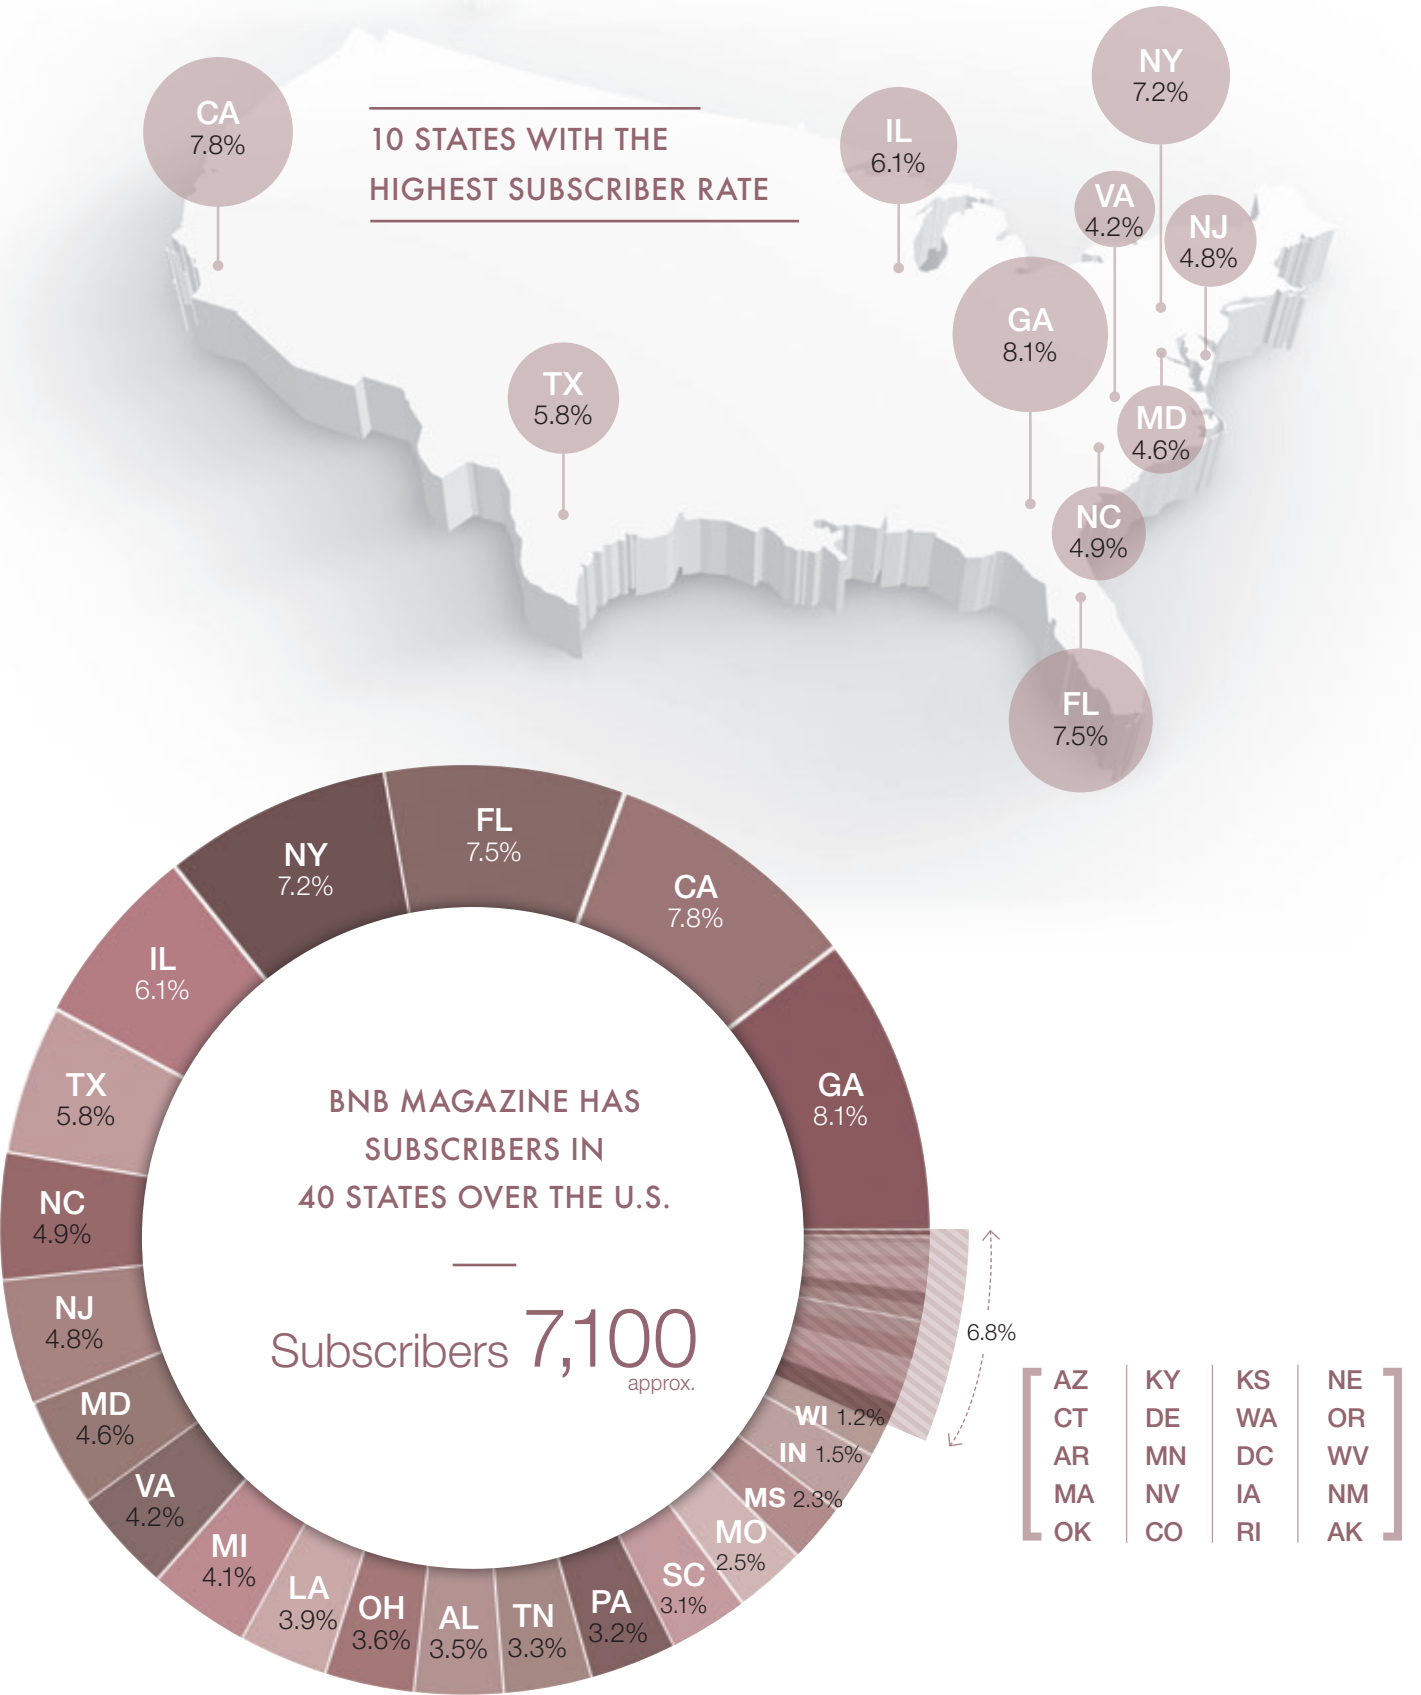 10 STATES WITH THE
HIGHEST SUBSCRIBER RATE
CA
7.8%
IL
6.1%
NY
7.2%
VA
4.2%
NJ
4.8%
GA
8.1%
TX
5.8%
MD
4.6%
NC
4.9%
FL
7.5%
FL
7.5%
NY
7.2%
CA
7.8%
IL
6.1%
TX
5.8%
GA
8.1%
NC
4.9%
NJ
4.8%
MD
4.6%
VA
4.2%
MI
4.1%
LA
3.9%
OH
3.6%
AL
3.5%
TN
3.3%
PA
3.2%
SC
3.1%
MO
2.5%
MS 2.3%
IN 1.5%
WI 1.2%
BNB MAGAZINE HAS
SUBSCRIBERS IN
40 STATES OVER THE U.S.
Subscribers 7,100
approx.
6.8%
AZ KY KS NE
CT DE WA OR
AR MN DC WV
MA NV IA NM
OK CO RI AK